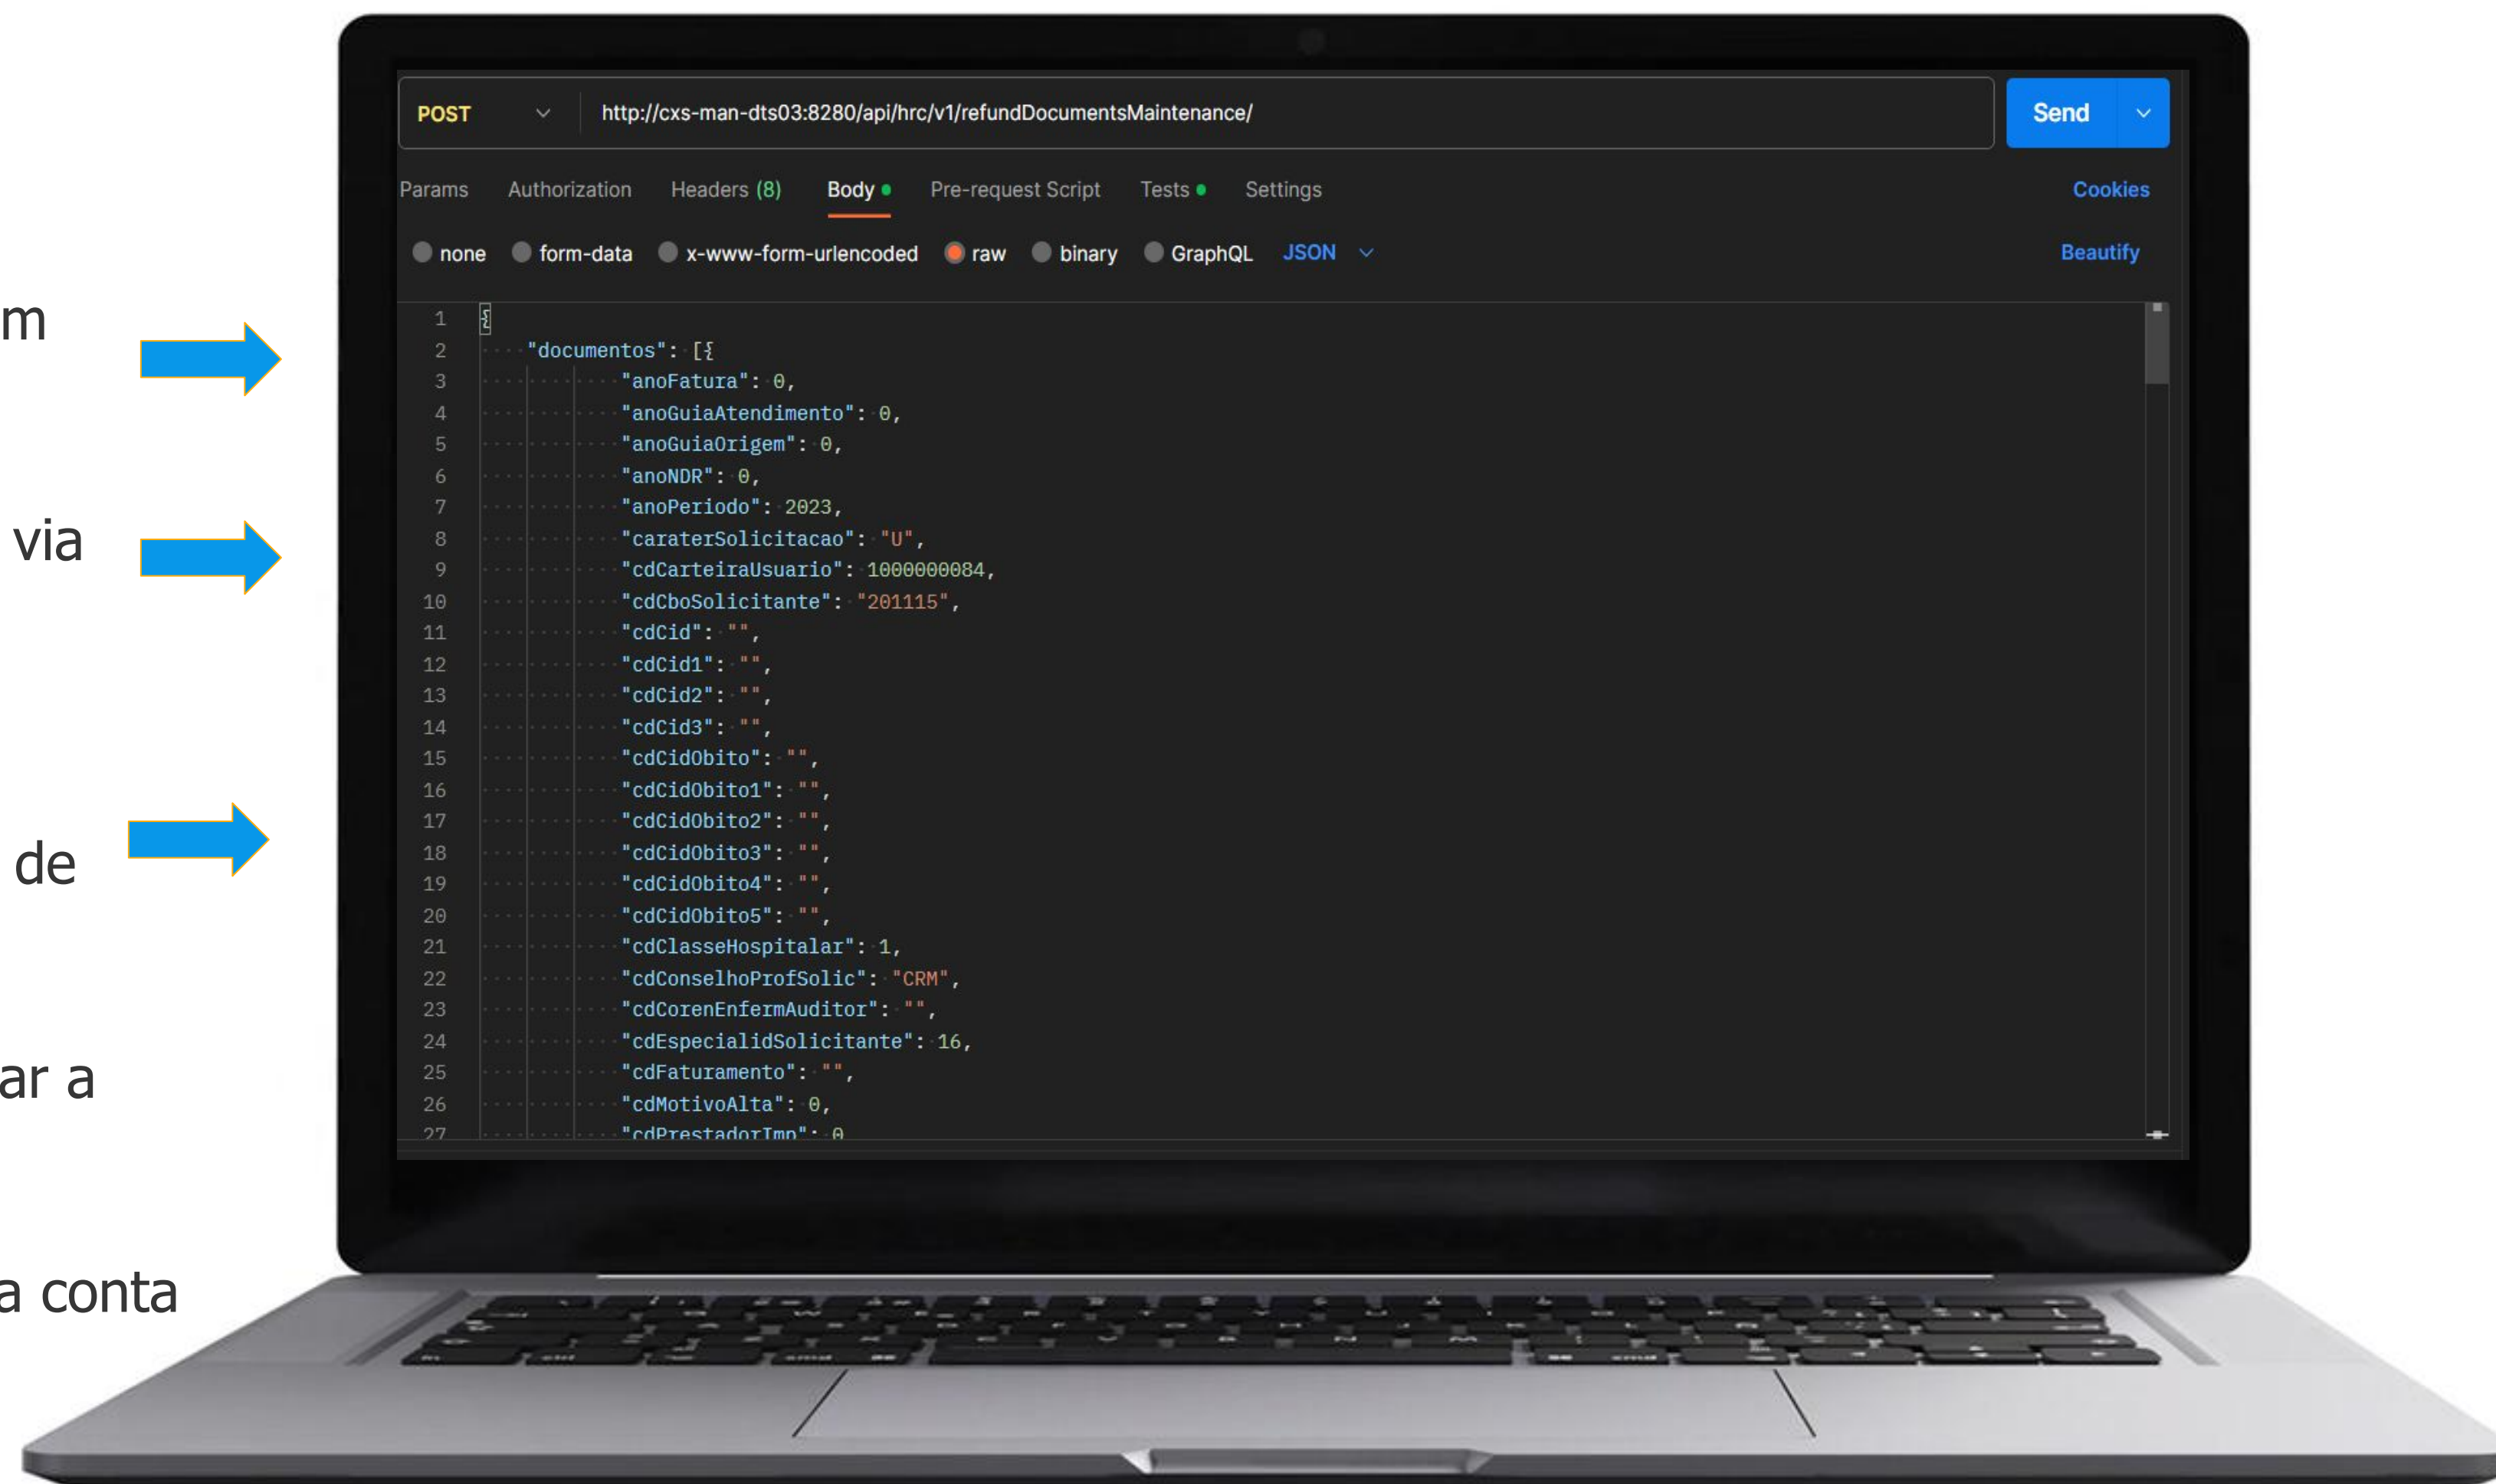 POST http://cxs-man-dts03:8280/api/hrc/v1/refundDocumentsMaintenance/ Send
Params Authorization Headers (8) Body Pre-request Script Tests Settings Cookies
none form-data x-www-form-urlencoded raw binary GraphQL JSON Beautify
1 {
2 "documentos": [{
3 "anoFatura": 0,
4 "anoGuiaAtendimento": 0,
5 "anoGuiaOrigem": 0,
6 "anoNDR": 0,
7 "anoPeriodo": 2023,
8 "caraterSolicitacao": "U",
9 "cdCarteiraUsuario": 1000000084,
10 "cdCboSolicitante": "201115",
11 "cdCid": "",
12 "cdCid1": "",
13 "cdCid2": "",
14 "cdCid3": "",
15 "cdCidObito": "",
16 "cdCidObito1": "",
17 "cdCidObito2": "",
18 "cdCidObito3": "",
19 "cdCidObito4": "",
20 "cdCidObito5": "",
21 "cdClasseHospitalar": 1,
22 "cdConselhoProfSolic": "CRM",
23 "cdCorenEnfermAuditor": "",
24 "cdEspecialidSolicitante": 16,
25 "cdFaturamento": "",
26 "cdMotivoAlta": 0,
27 "cdPrestadorImp": 0
m
via
de
ar a
a conta